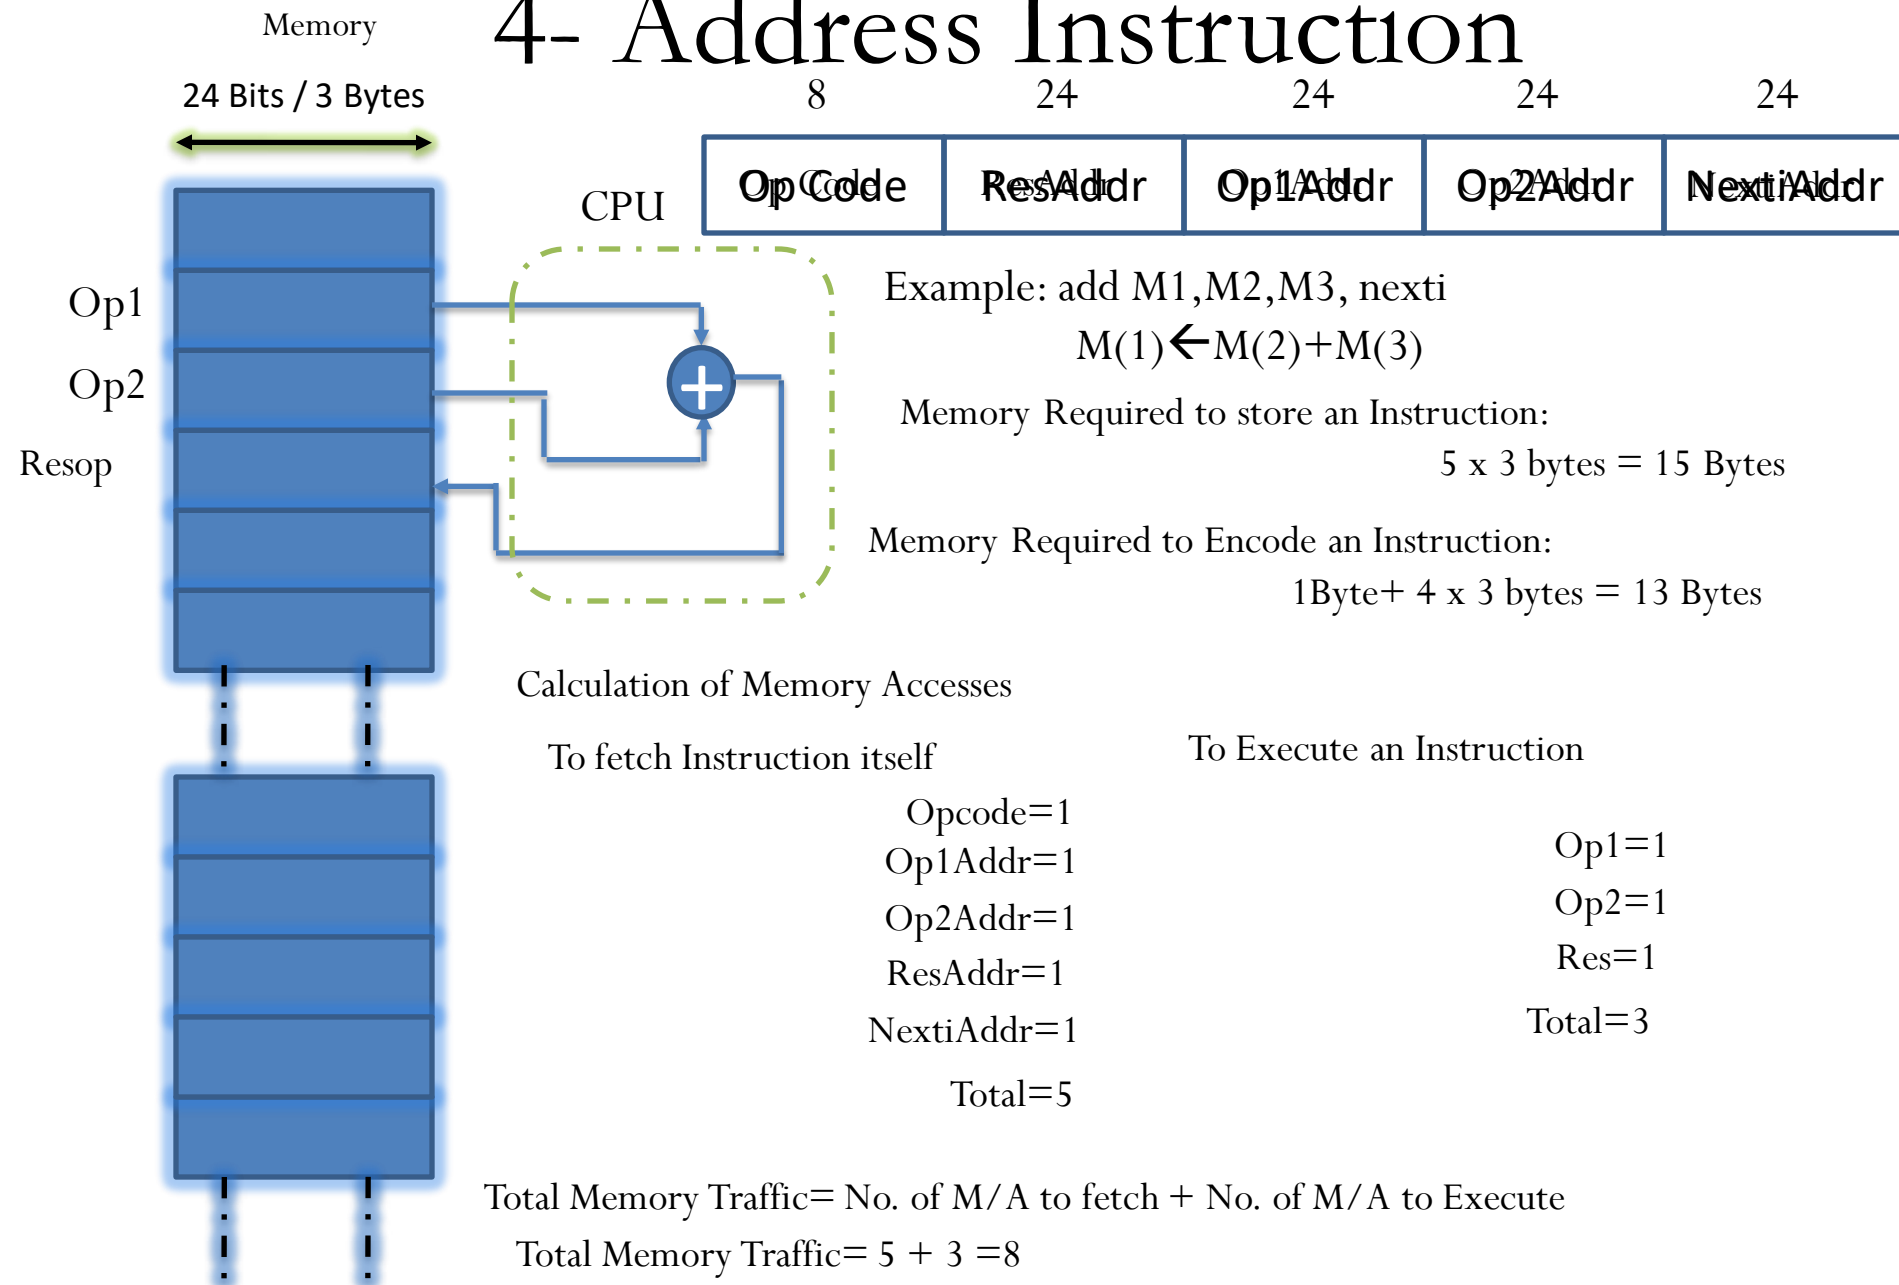 Memory
4- Address Instruction
24 Bits / 3 Bytes
8 24 24 24 24
Op Code ResAddr Op1Addr Op2Addr NextiAddr
CPU
Op1
Op2
Resop
+
Example: add M1,M2,M3, nexti
M(1)🡨M(2)+M(3)
Memory Required to store an Instruction:
5 x 3 bytes = 15 Bytes
Memory Required to Encode an Instruction:
1Byte+ 4 x 3 bytes = 13 Bytes
Calculation of Memory Accesses
To fetch Instruction itself
Opcode=1
Op1Addr=1
Op2Addr=1
ResAddr=1
NextiAddr=1
Total=5
To Execute an Instruction
Op1=1
Op2=1
Res=1
Total=3
Total Memory Traffic= No. of M/A to fetch + No. of M/A to Execute
Total Memory Traffic= 5 + 3 =8